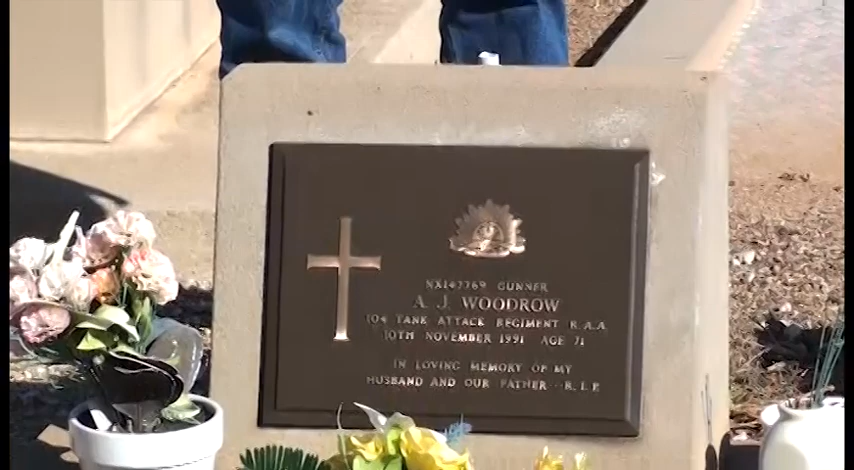 NX147769 GUNNER
A. J. WOODROW
104 TANK ATTACK REGIMENT R.A.A
10TH NOVEMBER 1991 AGE 71
IN LOVING MEMORY OF MY
HUSBAND AND OUR FATHER - R.I.P.